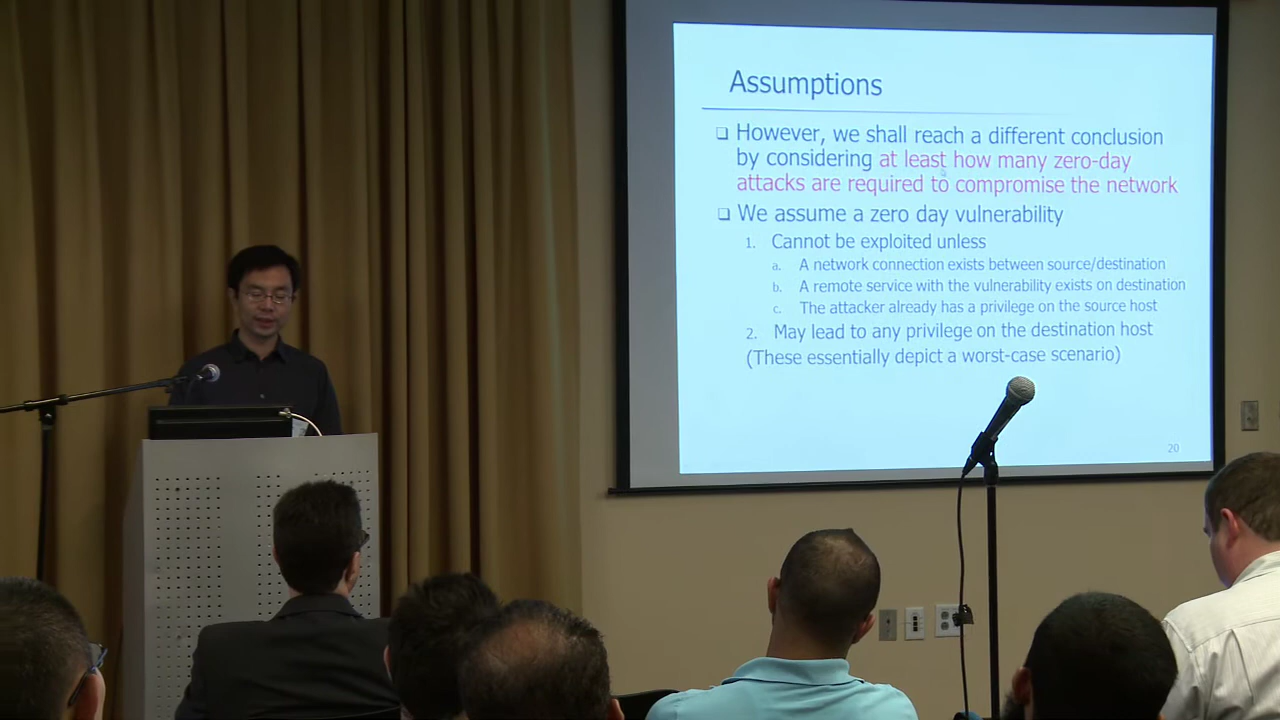 Assumptions
However, we shall reach a different conclusion
by considering at least how many zero-day
attacks are required to compromise the network
We assume a zero day vulnerability
1. Cannot be exploited unless
a. A network connection exists between source/destination
b. A remote service with the vulnerability exists on destination
c. The attacker already has a privilege on the source host
2. May lead to any privilege on the destination host
(These essentially depict a worst-case scenario)
20